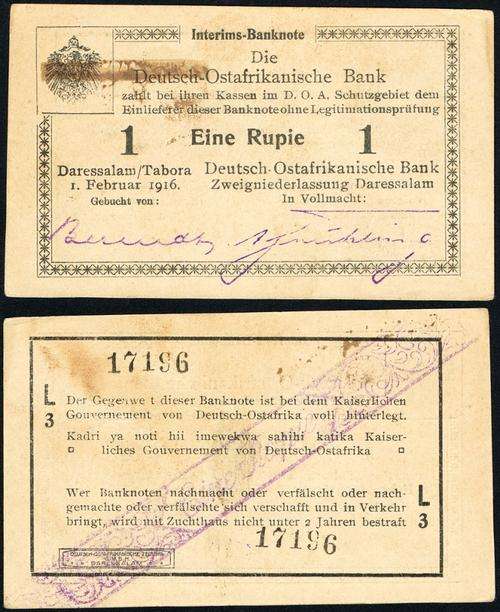 Interims-Banknote
Die
Deutsch-Ostafrikanische Bank
zahlt bei ihren Kassen im D. O. A. Schutzgebiet dem
Einlieferer dieser Banknote ohne Legitimationsprüfung
1 Eine Rupie 1
Daressalam/Tabora Deutsch-Ostafrikanische Bank
1. Februar 1916. Zweigniederlassung Daressalam
Gebucht von: In Vollmacht:
17196
L
3
Der Gegenwe t dieser Banknote ist bei dem Kaiserlichen
Gouvernement von Deutsch-Ostafrika voll hinterlegt.
Kadri ya noti hii imewekwa sahihi katika Kaiser-
liches Gouvernement von Deutsch-Ostafrika
Wer Banknoten nachmacht oder verfälscht oder nach-
gemachte oder verfälschte sich verschafft und in Verkehr
bringt, wird mit Zuchthaus nicht unter 2 Jahren bestraft
L
3
17196
DEUTSCH-OSTAFRIKANISCHE ZEITUNG
G.M.B.H.
DARESSALAM